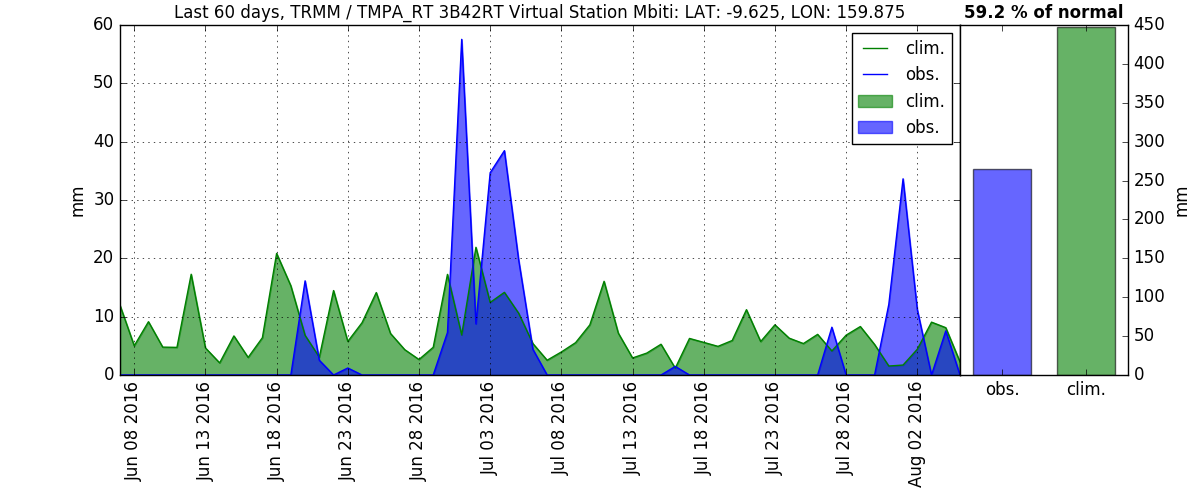 Last 60 days, TRMM / TMPA_RT 3B42RT Virtual Station Mbiti: LAT: -9.625, LON: 159.875
59.2 % of normal
60
50
40
30
20
10
0
mm
clim.
obs.
clim.
obs.
450
400
350
300
250
200
150
100
50
0
mm
Jun 08 2016
Jun 13 2016
Jun 18 2016
Jun 23 2016
Jun 28 2016
Jul 03 2016
Jul 08 2016
Jul 13 2016
Jul 18 2016
Jul 23 2016
Jul 28 2016
Aug 02 2016
obs.
clim.